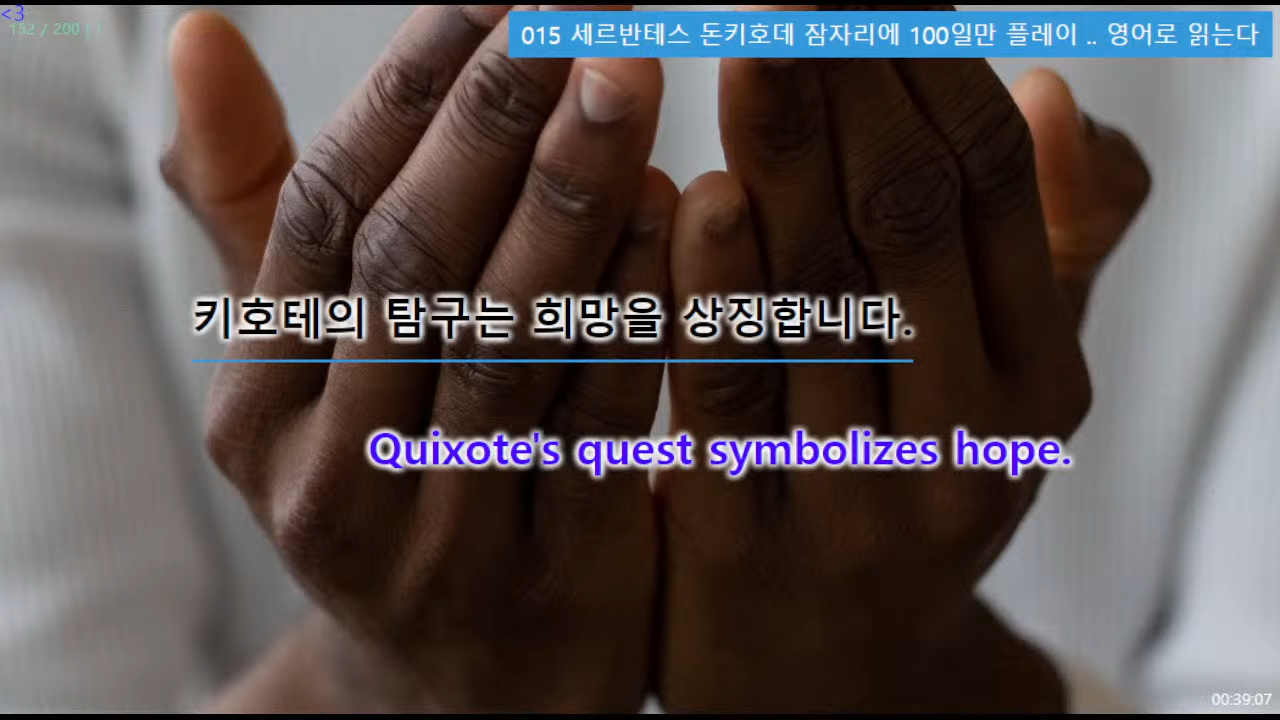 <3
152 / 200 [ ]
015 세르반테스 돈키호데 잠자리에 100일만 플레이 .. 영어로 읽는다
키호테의 탐구는 희망을 상징합니다.
Quixote's quest symbolizes hope.
00:39:07